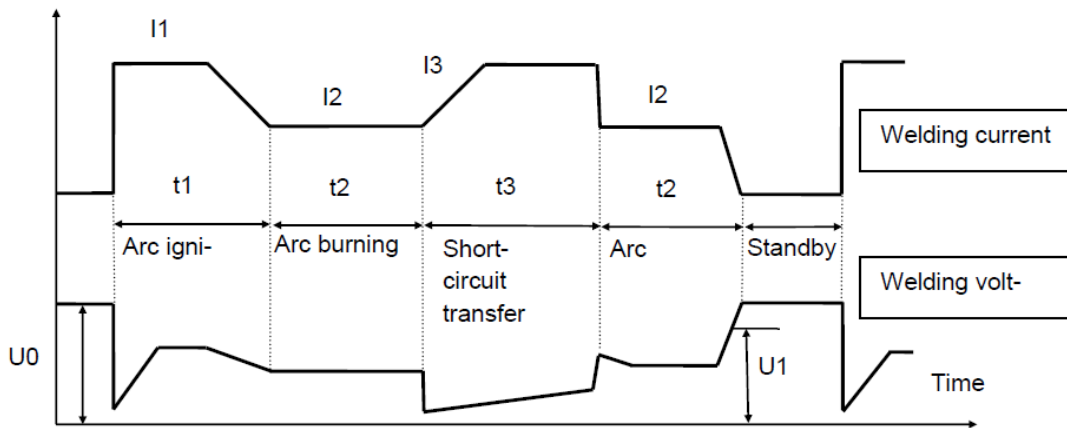 I1
I3
I2
I2
Welding current
t1
t2
t3
t2
Arc igni-
Arc burning
Short-
circuit
transfer
Arc
Standby
Welding volt-
U0
U1
Time